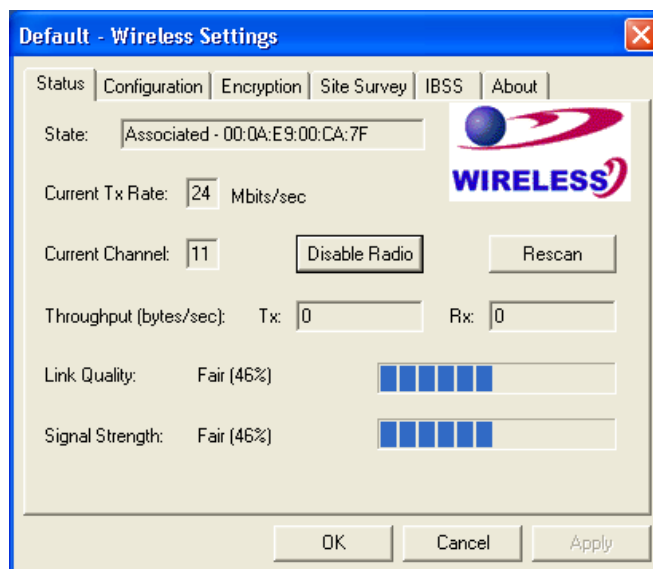 Default - Wireless Settings
Status Configuration Encryption Site Survey IBSS About
State: Associated - 00:0A:E9:00:CA:7F
WIRELESS
Current Tx Rate: 24 Mbits/sec
Current Channel: 11 Disable Radio Rescan
Throughput (bytes/sec): Tx: 0 Rx: 0
Link Quality: Fair (46%)
Signal Strength: Fair (46%)
OK Cancel Apply